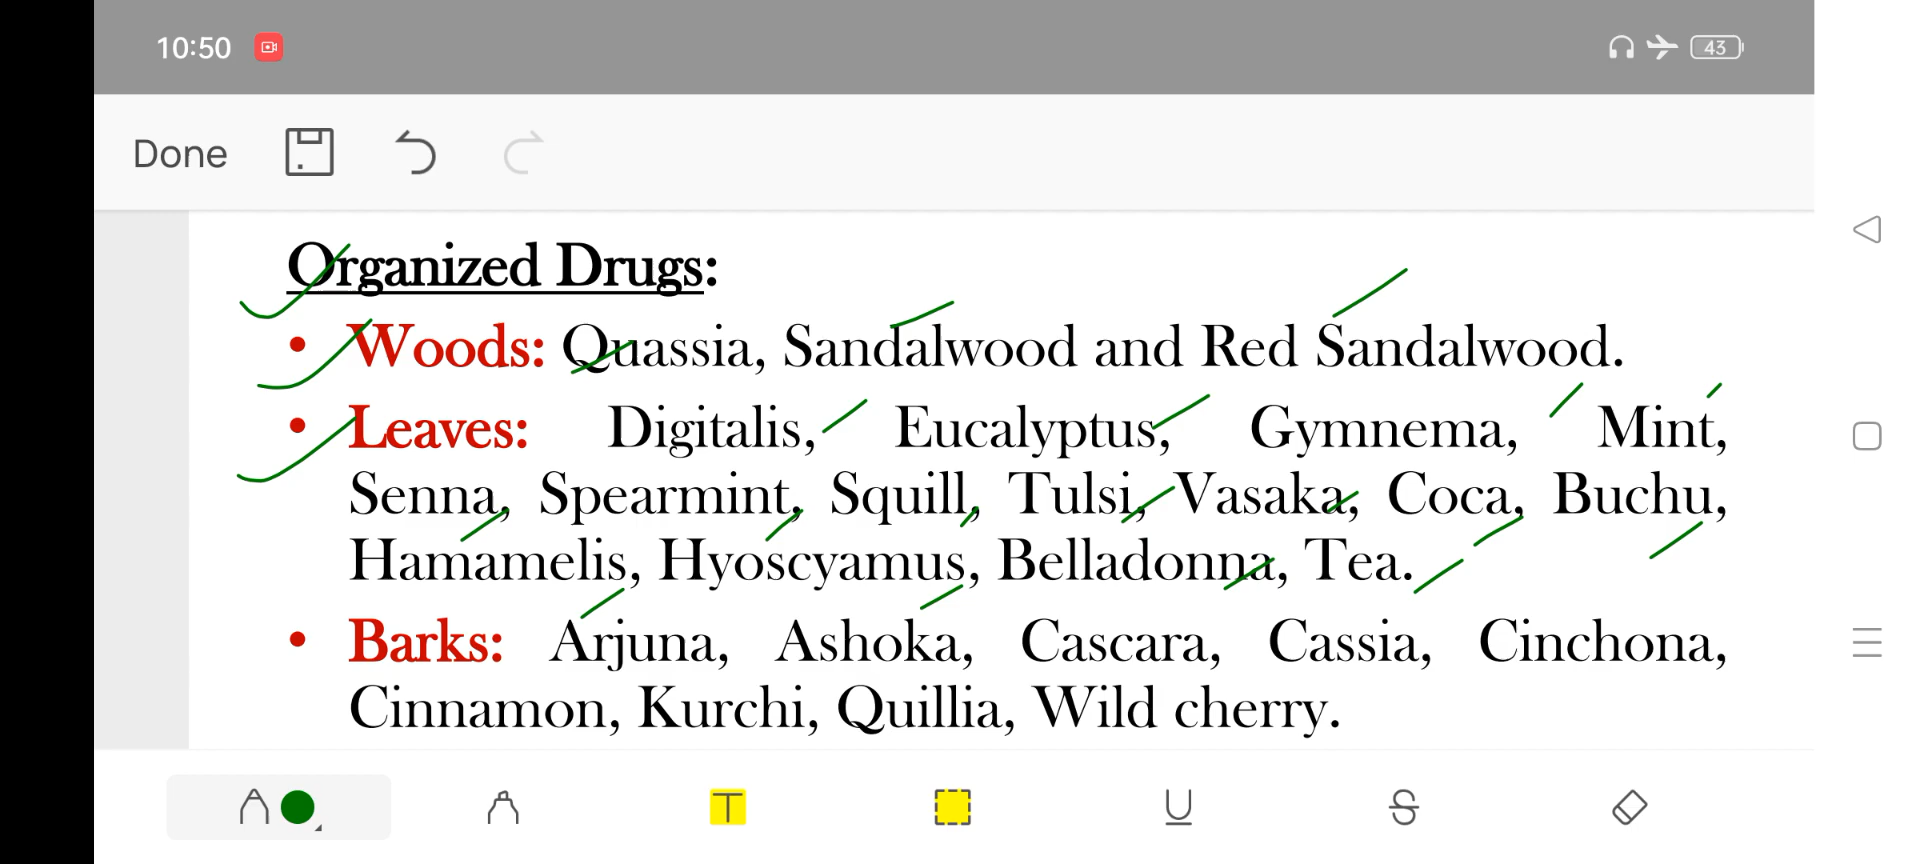 10:50
43
Done
Organized Drugs:
• Woods: Quassia, Sandalwood and Red Sandalwood.
• Leaves: Digitalis, Eucalyptus, Gymnema, Mint,
Senna, Spearmint, Squill, Tulsi, Vasaka, Coca, Buchu,
Hamamelis, Hyoscyamus, Belladonna, Tea.
• Barks: Arjuna, Ashoka, Cascara, Cassia, Cinchona,
Cinnamon, Kurchi, Quillia, Wild cherry.
T U S